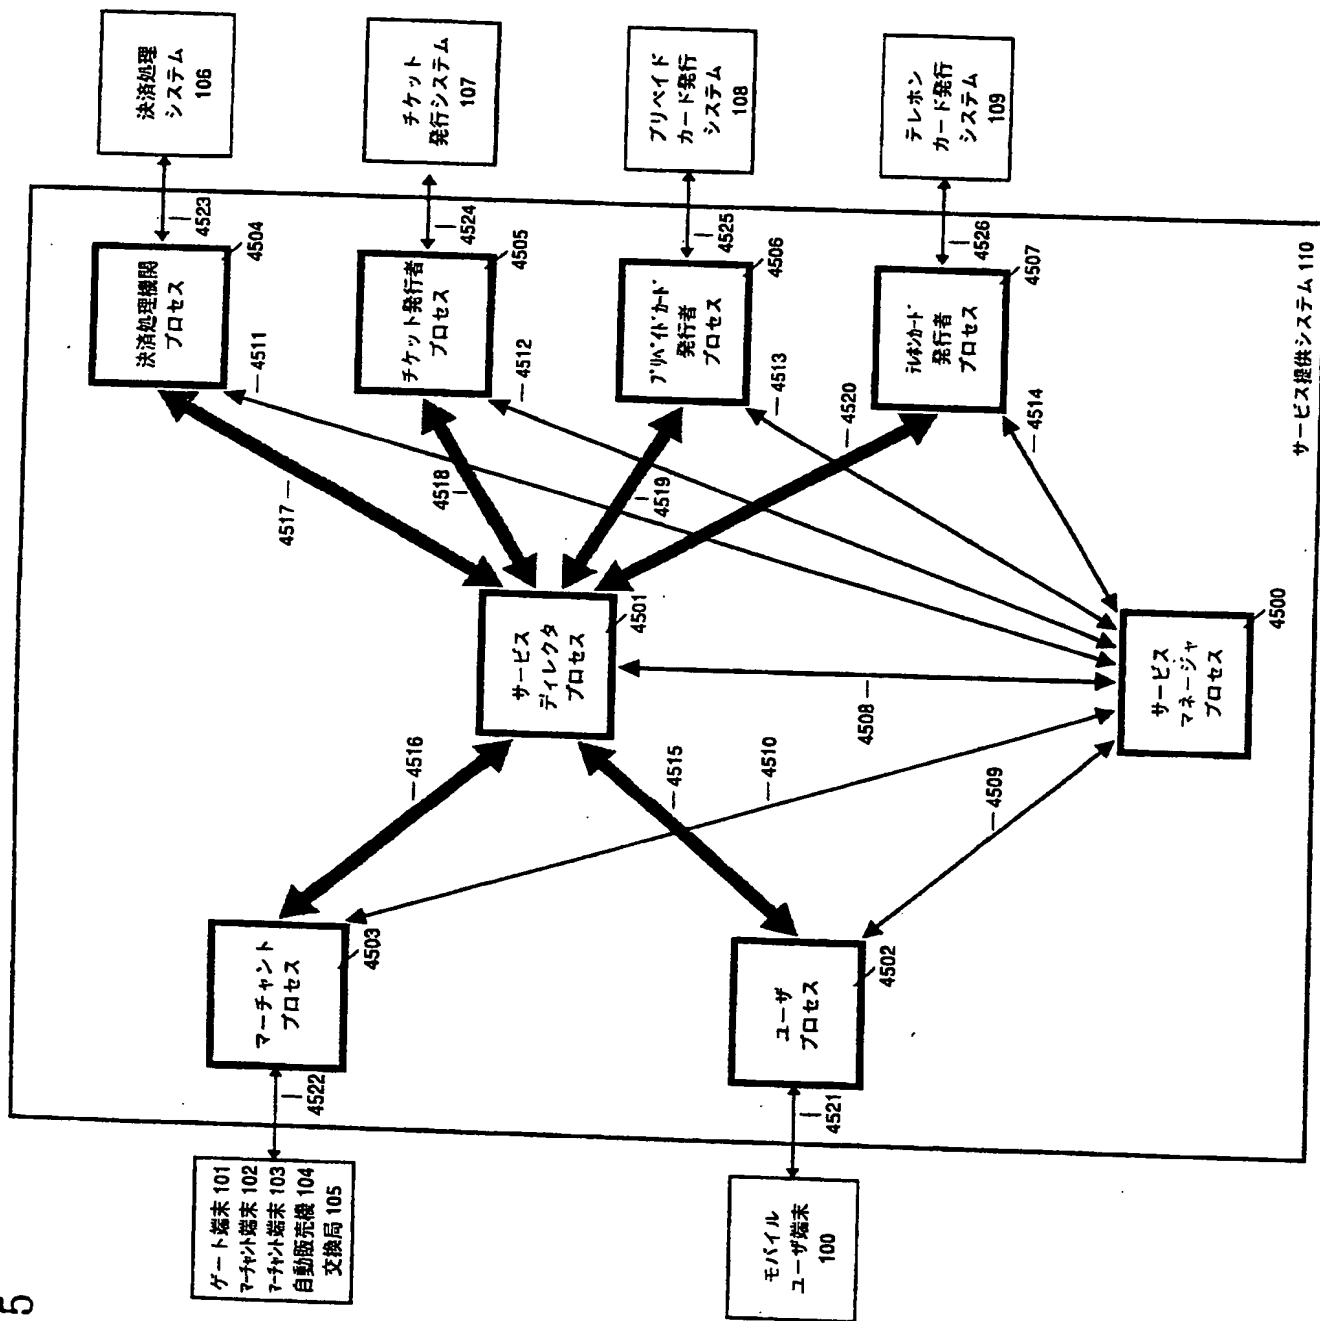 5
ゲート端末 101
マーチャント端末 102
マーチャント端末 103
自動販売機 104
交換局 105
モバイル
ユーザ端末
100
4522
4521
マーチャント
プロセス
4503
ユーザ
プロセス
4502
4516
4515
4510
4509
4508
サービス
ディレクタ
プロセス
4501
サービス
マネージャ
プロセス
4500
4517
4518
4519
4520
4511
4512
4513
4514
決済処理機関
プロセス
4504
チケット発行者
プロセス
4505
プリペイドカード
発行者
プロセス
4506
テレホンカード
発行者
プロセス
4507
4523
4524
4525
4526
サービス提供システム 110
決済処理
システム
106
チケット
発行システム
107
プリペイド
カード発行
システム
108
テレホン
カード発行
システム
109